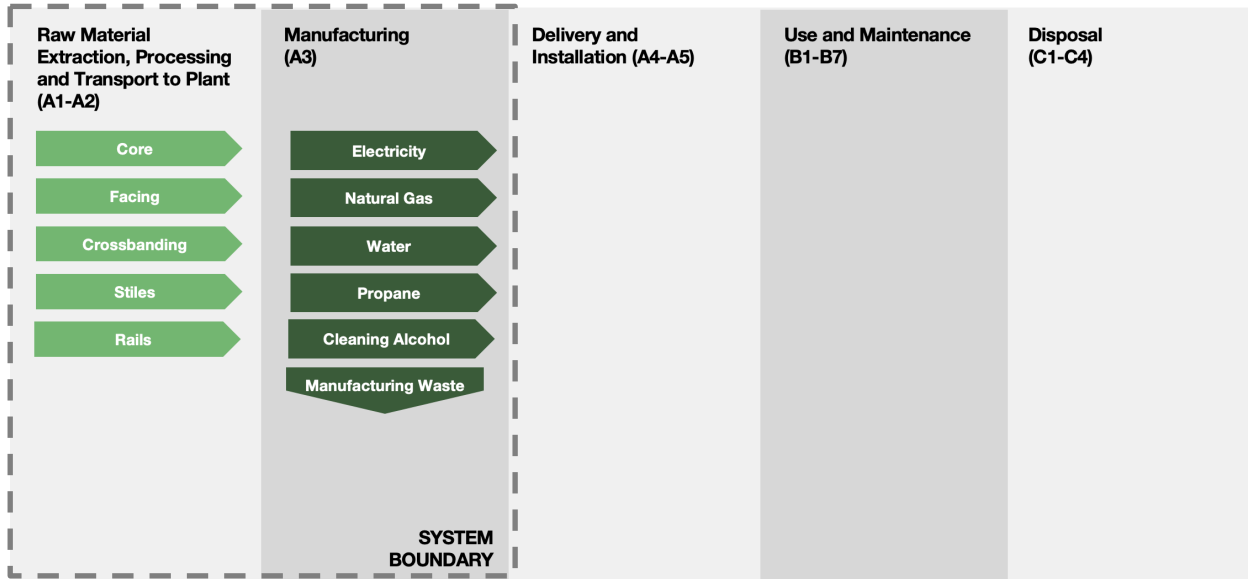 Raw Material
Extraction, Processing
and Transport to Plant
(A1-A2)
Core
Facing
Crossbanding
Stiles
Rails
Manufacturing
(A3)
Electricity
Natural Gas
Water
Propane
Cleaning Alcohol
Manufacturing Waste
SYSTEM
BOUNDARY
Delivery and
Installation (A4-A5)
Use and Maintenance
(B1-B7)
Disposal
(C1-C4)